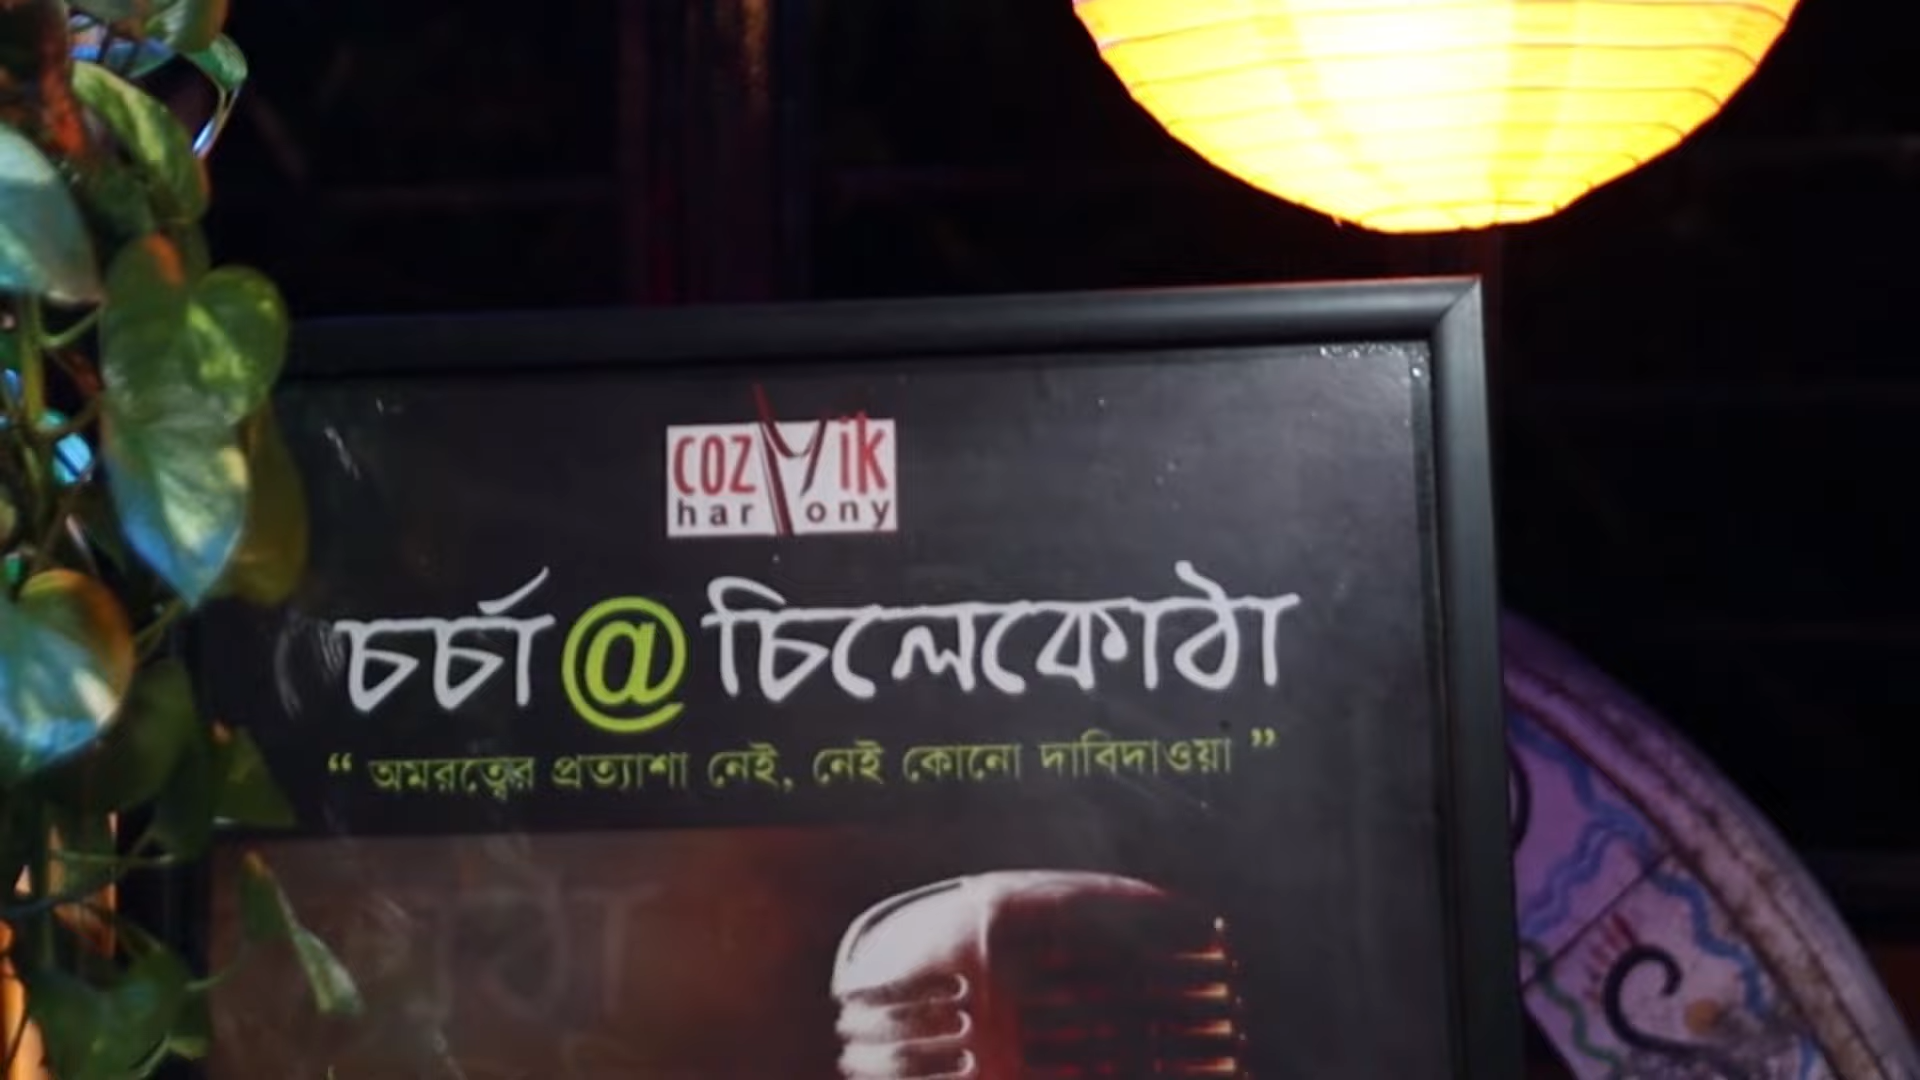 cozMik
harMony
চর্চা@চিলেকোঠা
“ অমরত্বের প্রত্যাশা নেই, নেই কোনো দাবিদাওয়া ”